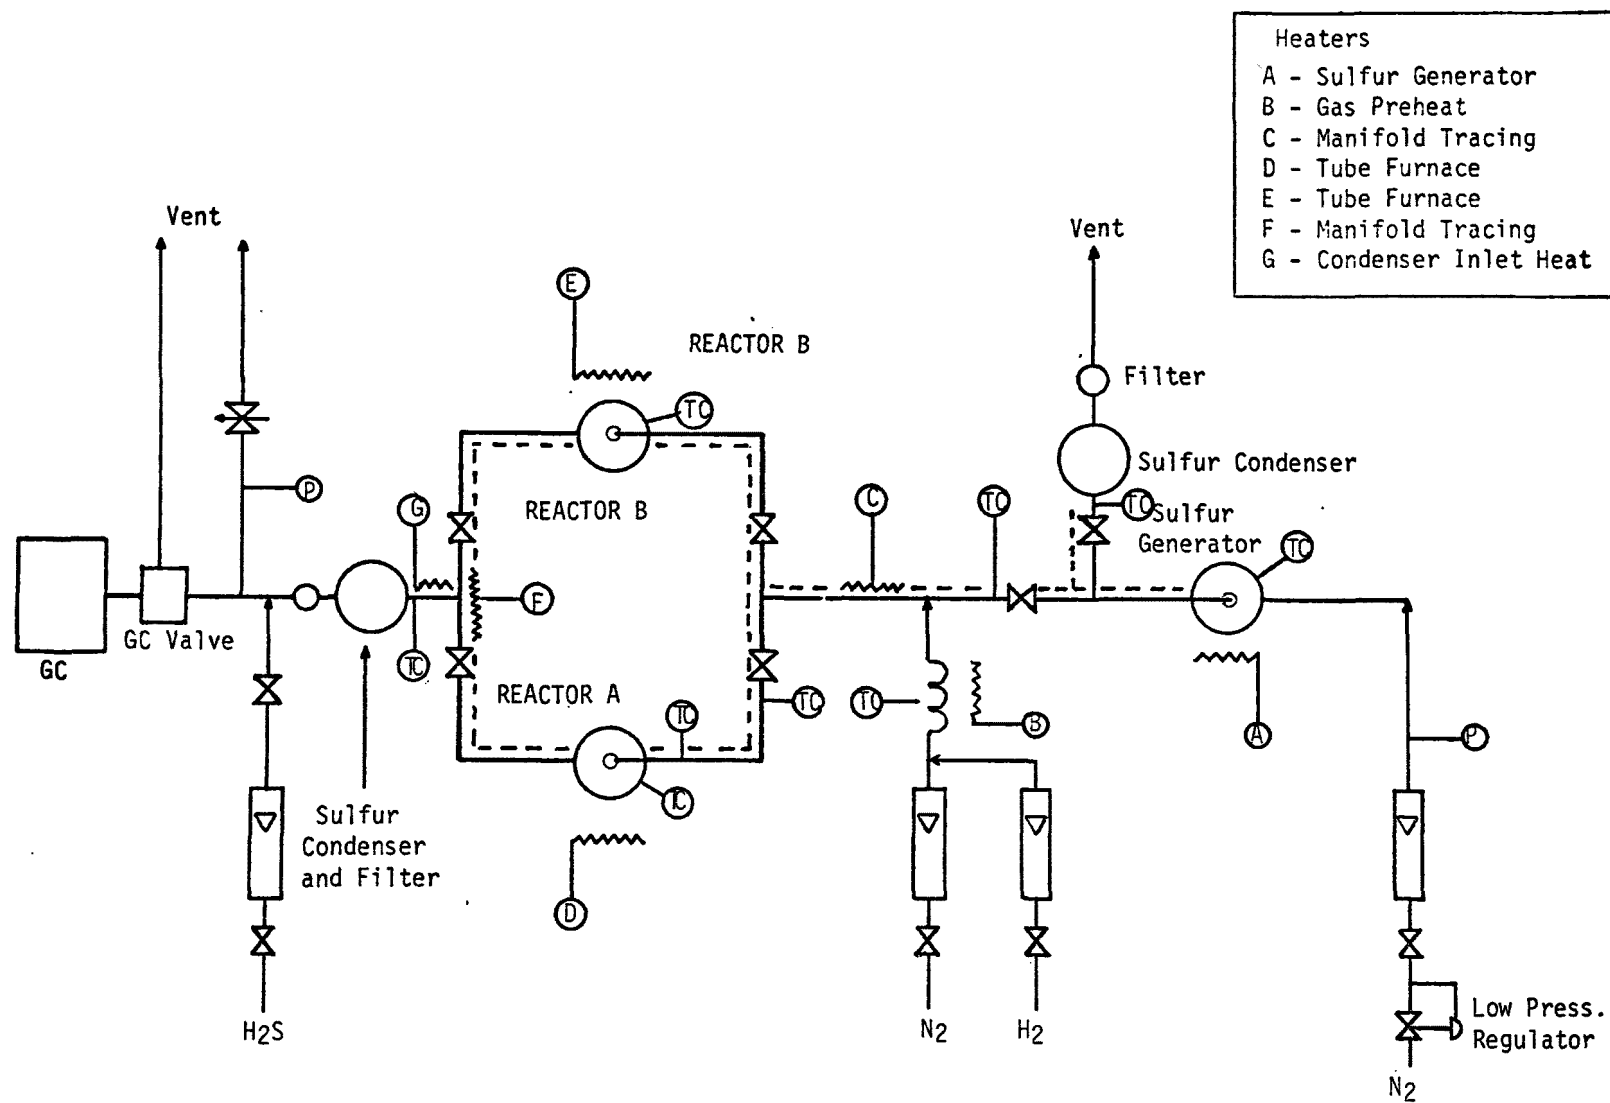 Heaters
A - Sulfur Generator
B - Gas Preheat
C - Manifold Tracing
D - Tube Furnace
E - Tube Furnace
F - Manifold Tracing
G - Condenser Inlet Heat
Vent
Vent
E
REACTOR B
Filter
TC
Sulfur Condenser
P
G
REACTOR B
C
TC
TC
Sulfur
Generator
TC
F
GC Valve
GC
TC
REACTOR A
TC
TC
TC
B
A
P
TC
Sulfur
Condenser
and Filter
D
H2S
N2
H2
Low Press.
Regulator
N2